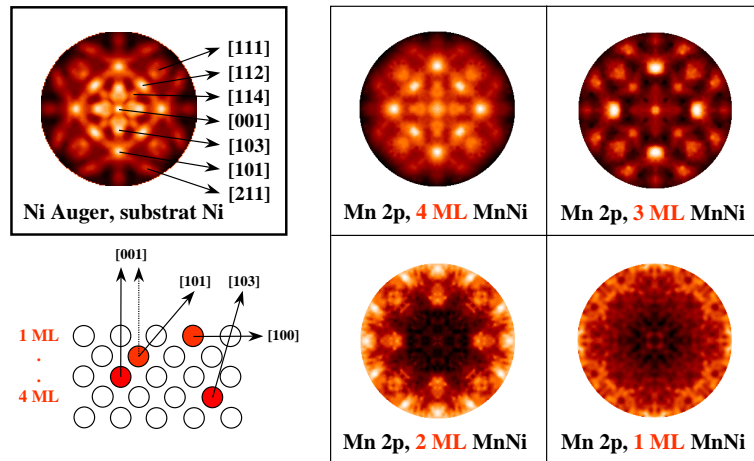 [111]
[112]
[114]
[001]
[103]
[101]
[211]
Ni Auger, substrat Ni
Mn 2p, 4 ML MnNi
Mn 2p, 3 ML MnNi
[001]
[101]
[103]
1 ML
[100]
.
.
4 ML
Mn 2p, 2 ML MnNi
Mn 2p, 1 ML MnNi